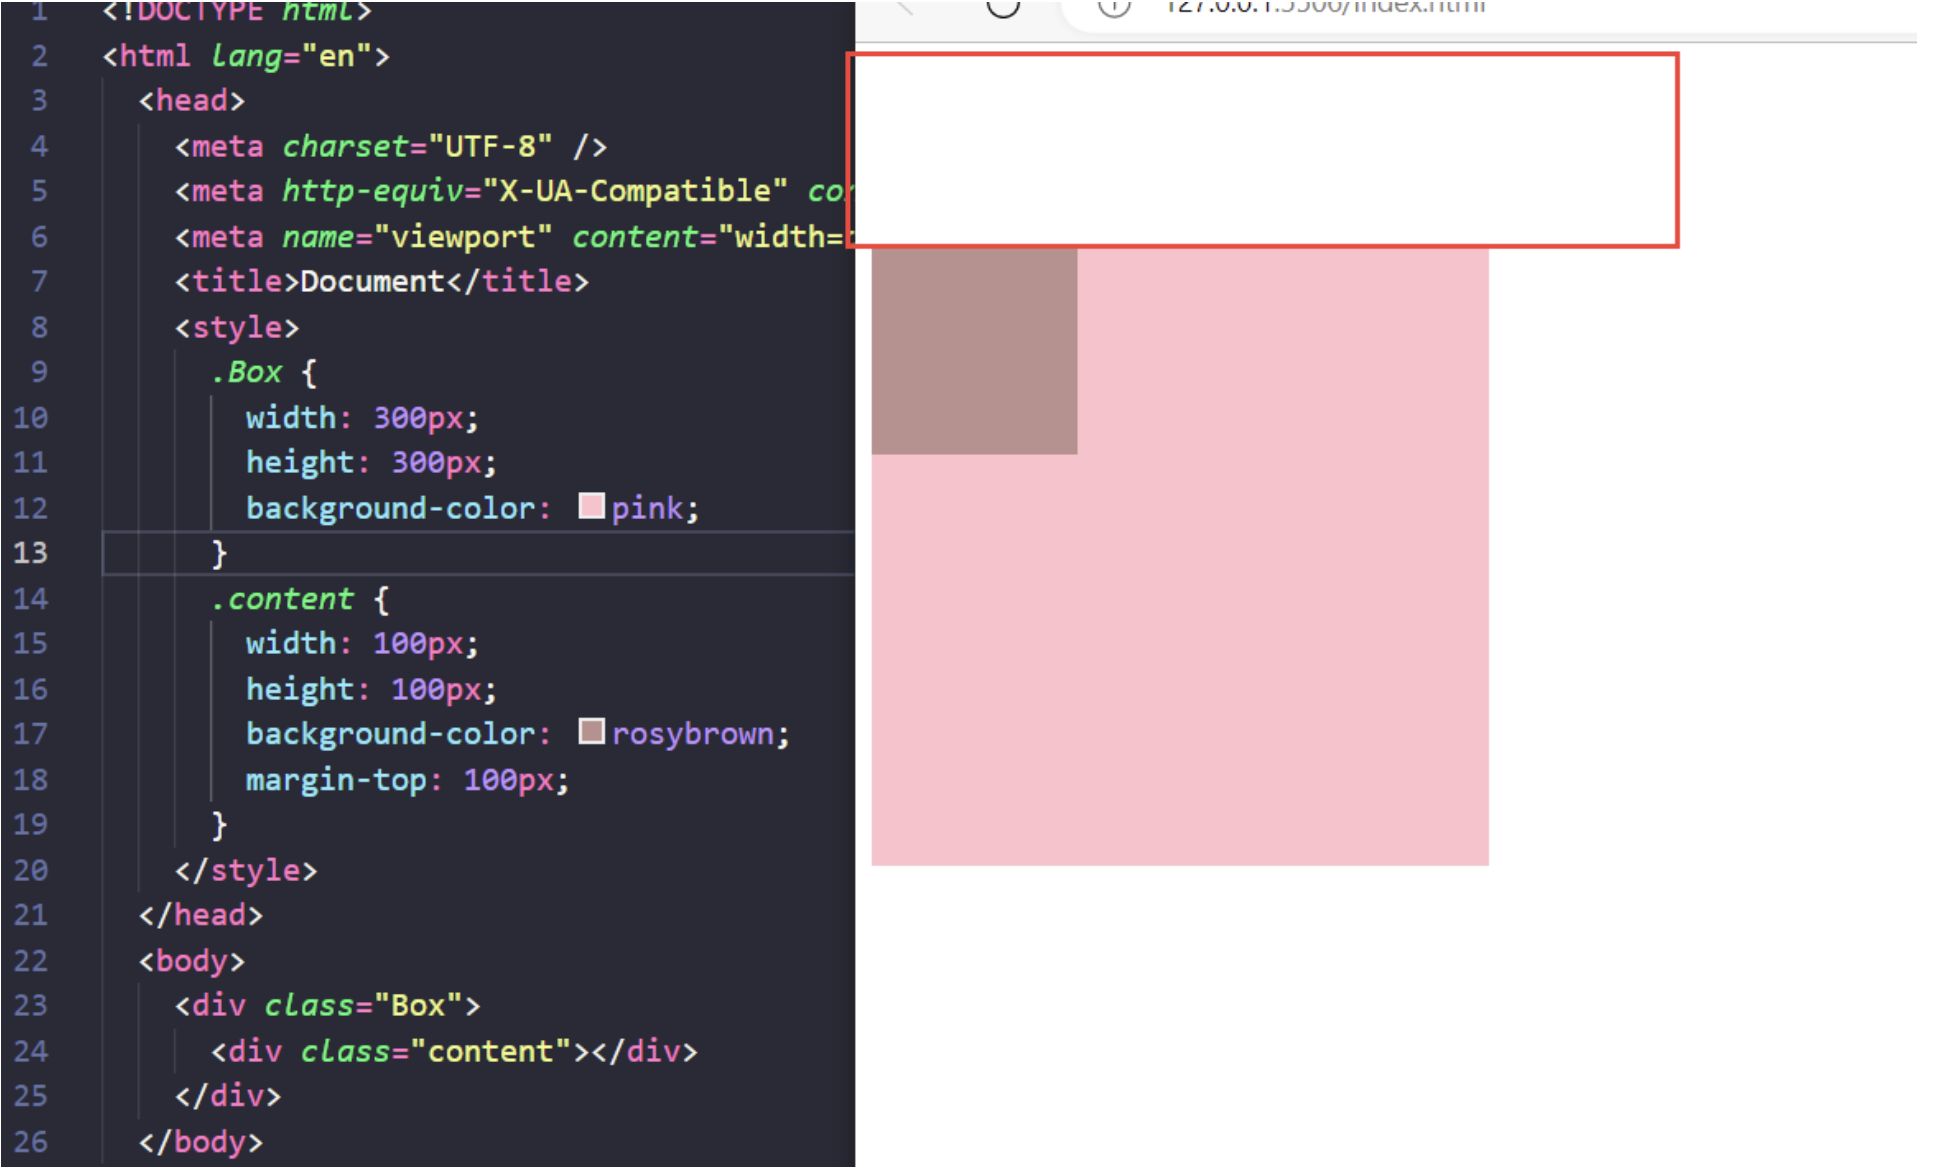 1 <!DOCTYPE html>
2 <html lang="en">
3 <head>
4 <meta charset="UTF-8" />
5 <meta http-equiv="X-UA-Compatible" co
6 <meta name="viewport" content="width=
7 <title>Document</title>
8 <style>
9 .Box {
10 width: 300px;
11 height: 300px;
12 background-color: pink;
13 }
14 .content {
15 width: 100px;
16 height: 100px;
17 background-color: rosybrown;
18 margin-top: 100px;
19 }
20 </style>
21 </head>
22 <body>
23 <div class="Box">
24 <div class="content"></div>
25 </div>
26 </body>
127.0.0.1:5500/index.html